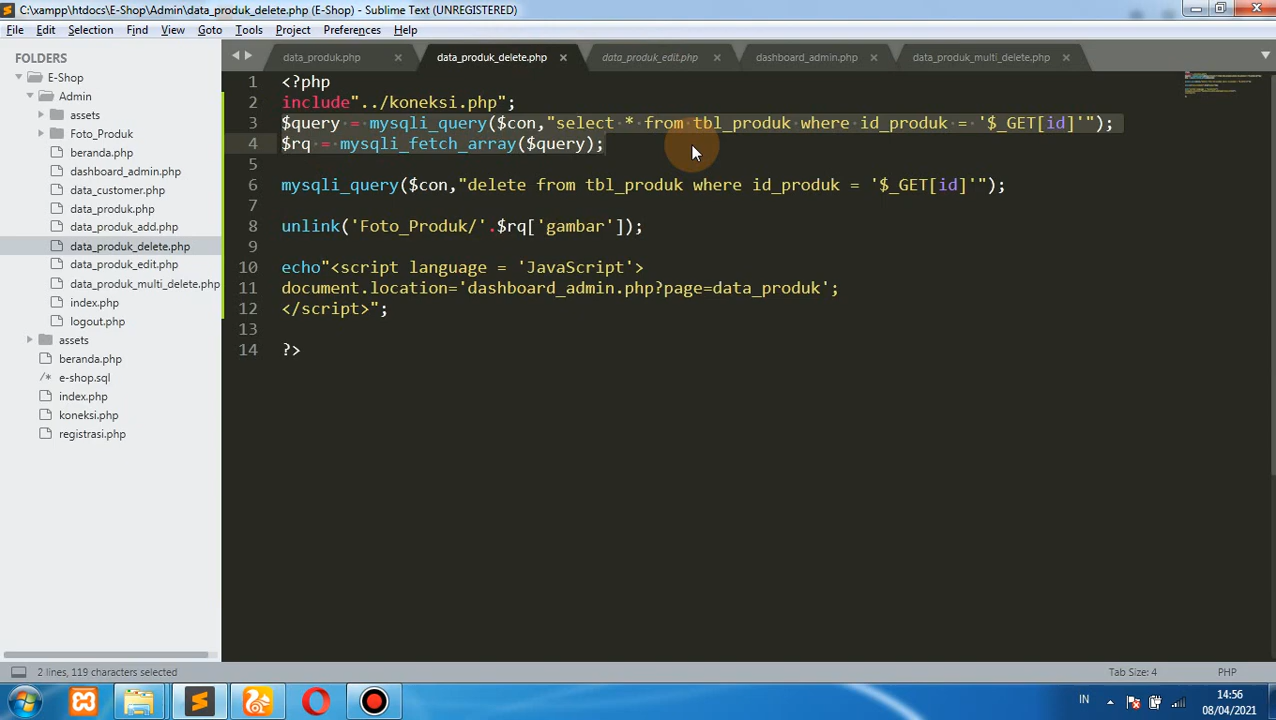 C:\xampp\htdocs\E-Shop\Admin\data_produk_delete.php (E-Shop) - Sublime Text (UNREGISTERED)
File Edit Selection Find View Goto Tools Project Preferences Help
FOLDERS
E-Shop
Admin
assets
Foto_Produk
beranda.php
dashboard_admin.php
data_customer.php
data_produk.php
data_produk_add.php
data_produk_delete.php
data_produk_edit.php
data_produk_multi_delete.php
index.php
logout.php
assets
beranda.php
e-shop.sql
index.php
koneksi.php
registrasi.php
data_produk.php data_produk_delete.php data_produk_edit.php dashboard_admin.php data_produk_multi_delete.php
1 <?php
2 include"../koneksi.php";
3 $query = mysqli_query($con,"select * from tbl_produk where id_produk = '$_GET[id]'");
4 $rq = mysqli_fetch_array($query);
5
6 mysqli_query($con,"delete from tbl_produk where id_produk = '$_GET[id]'");
7
8 unlink('Foto_Produk/'.$rq['gambar']);
9
10 echo"<script language = 'JavaScript'>
11 document.location='dashboard_admin.php?page=data_produk';
12 </script>";
13
14 ?>
2 lines, 119 characters selected
Tab Size: 4 PHP
IN
14:56
08/04/2021